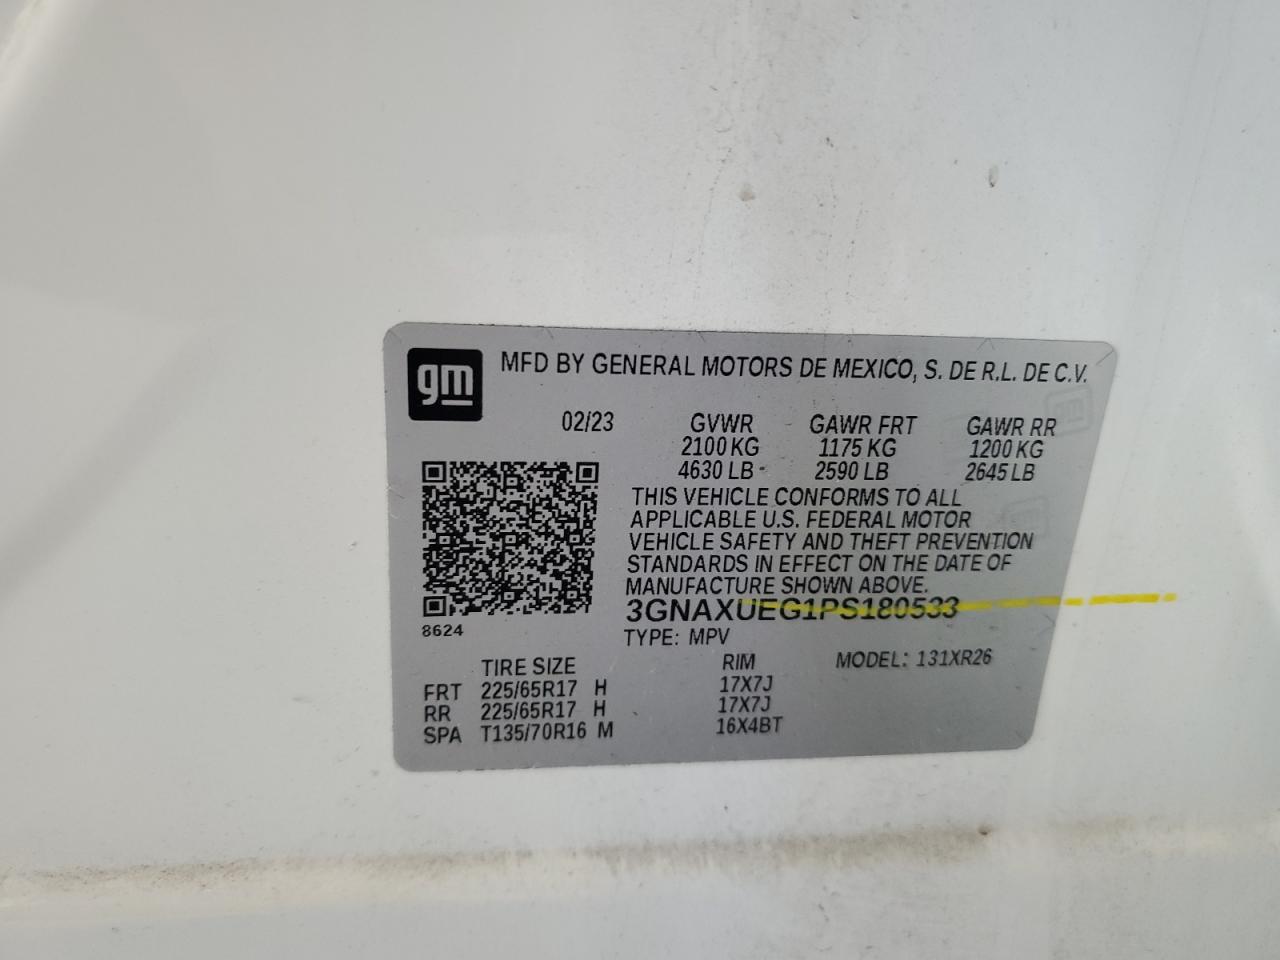 gm MFD BY GENERAL MOTORS DE MEXICO, S. DE R.L. DE C.V.
02/23 GVWR GAWR FRT GAWR RR
2100 KG 1175 KG 1200 KG
4630 LB 2590 LB 2645 LB
THIS VEHICLE CONFORMS TO ALL
APPLICABLE U.S. FEDERAL MOTOR
VEHICLE SAFETY AND THEFT PREVENTION
STANDARDS IN EFFECT ON THE DATE OF
MANUFACTURE SHOWN ABOVE.
3GNAXUEG1PS180533
8624
TYPE: MPV
TIRE SIZE RIM MODEL: 131XR26
FRT 225/65R17 H 17X7J
RR 225/65R17 H 17X7J
SPA T135/70R16 M 16X4BT